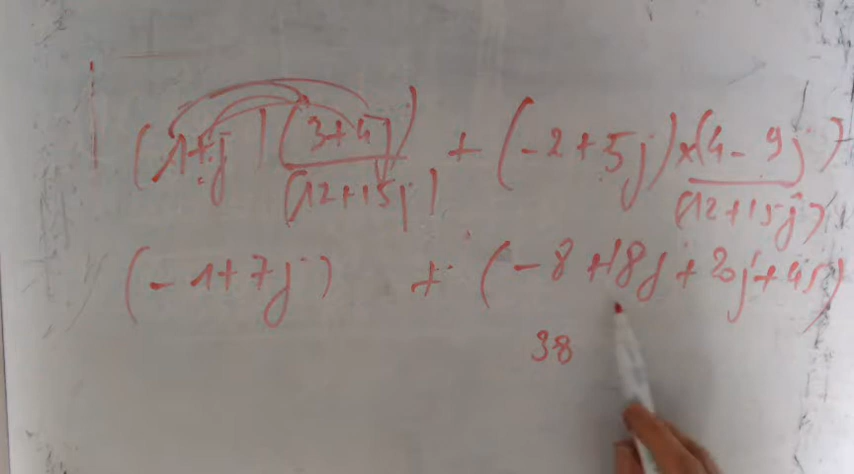 (1+j)(3+4j) + (-2+5j)×(4-9j)
(12+15j) (12+15j)
(-1+7j) + (-8+18j+20j+45)
38